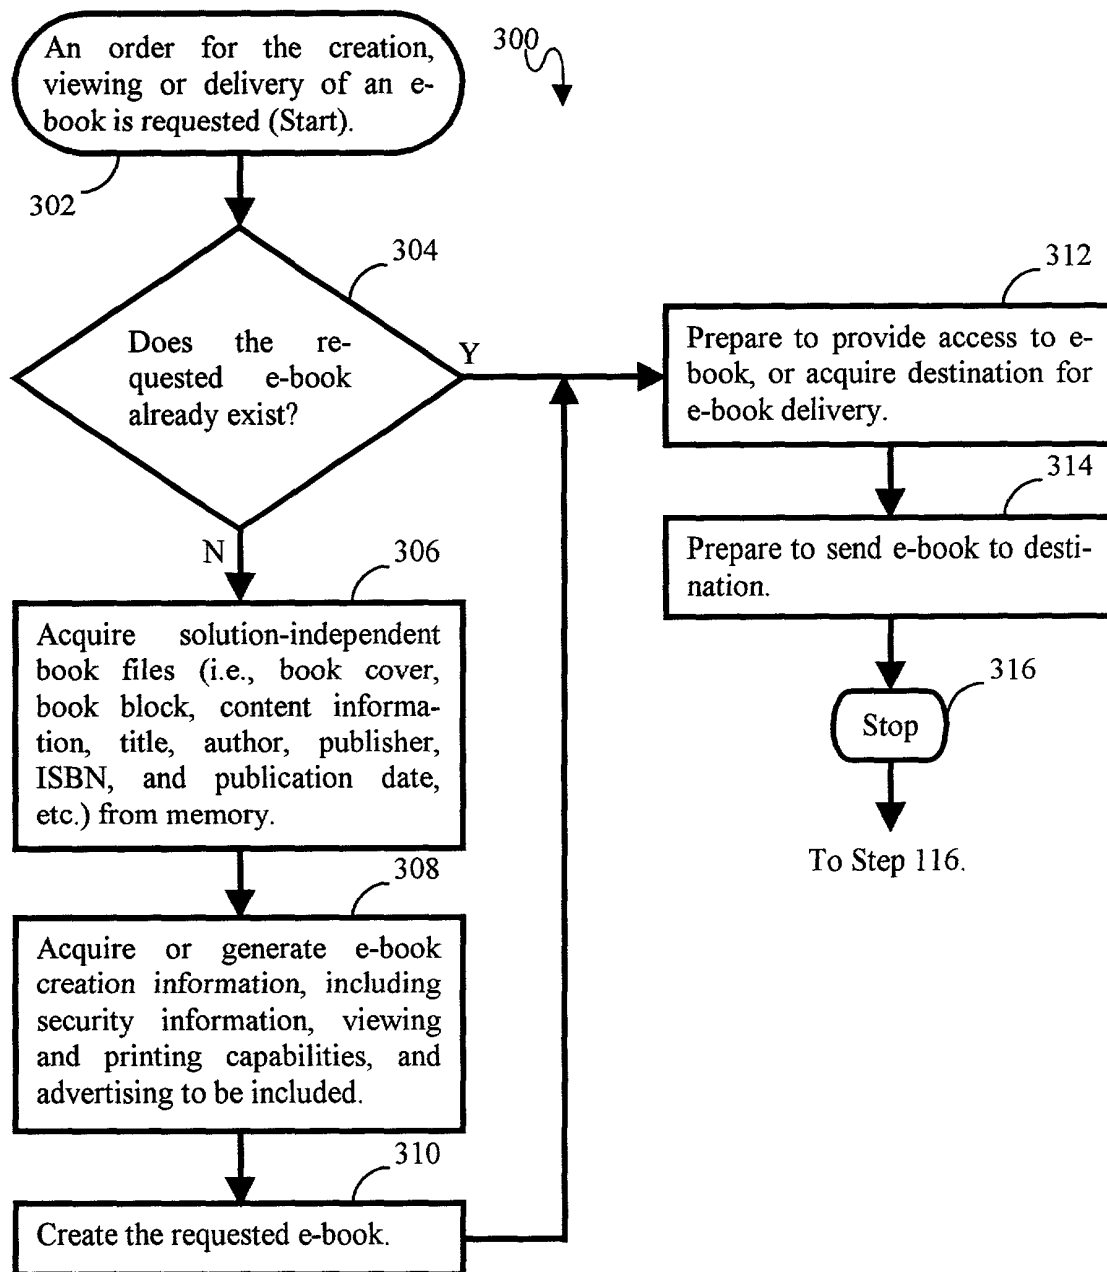 An order for the creation,
viewing or delivery of an e-
book is requested (Start).
300
302
304
Does the re-
quested e-book
already exist?
Y
N
306
Acquire solution-independent
book files (i.e., book cover,
book block, content informa-
tion, title, author, publisher,
ISBN, and publication date,
etc.) from memory.
308
Acquire or generate e-book
creation information, including
security information, viewing
and printing capabilities, and
advertising to be included.
310
Create the requested e-book.
312
Prepare to provide access to e-
book, or acquire destination for
e-book delivery.
314
Prepare to send e-book to desti-
nation.
316
Stop
To Step 116.